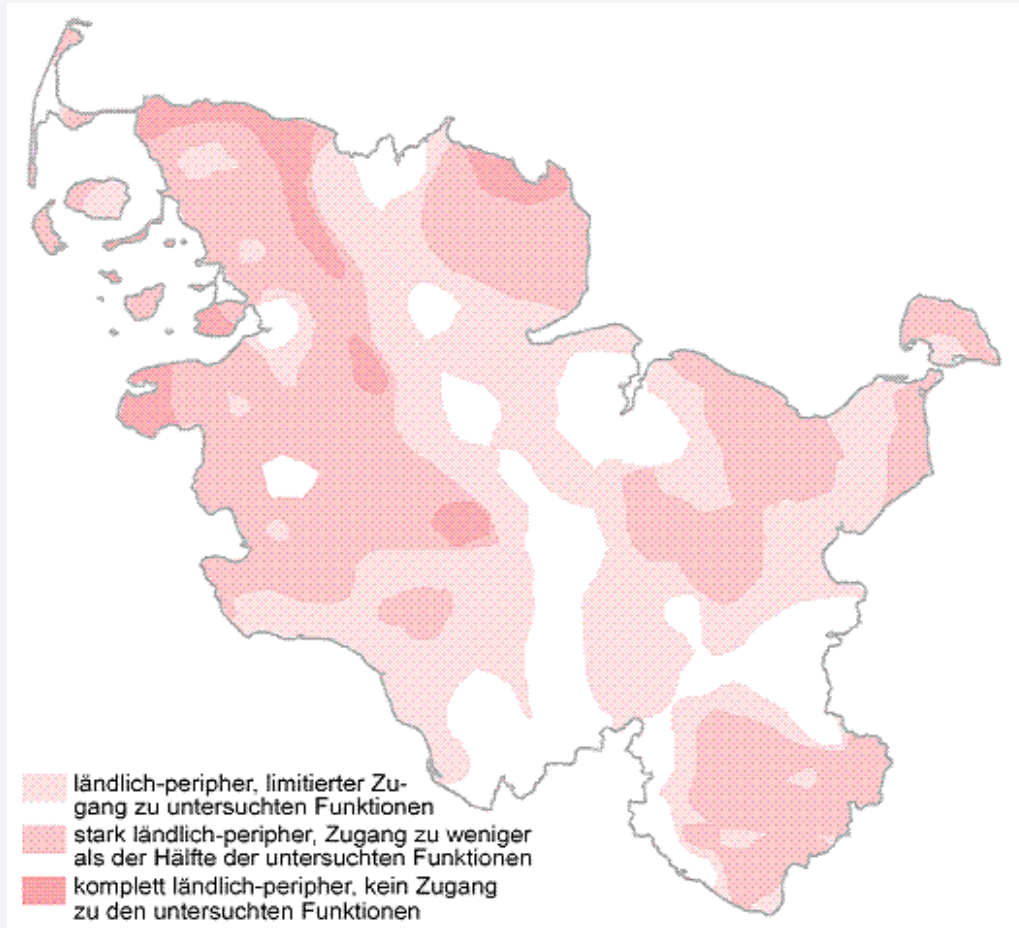 ländlich-peripher, limitierter Zu-
gang zu untersuchten Funktionen
stark ländlich-peripher, Zugang zu weniger
als der Hälfte der untersuchten Funktionen
komplett ländlich-peripher, kein Zugang
zu den untersuchten Funktionen